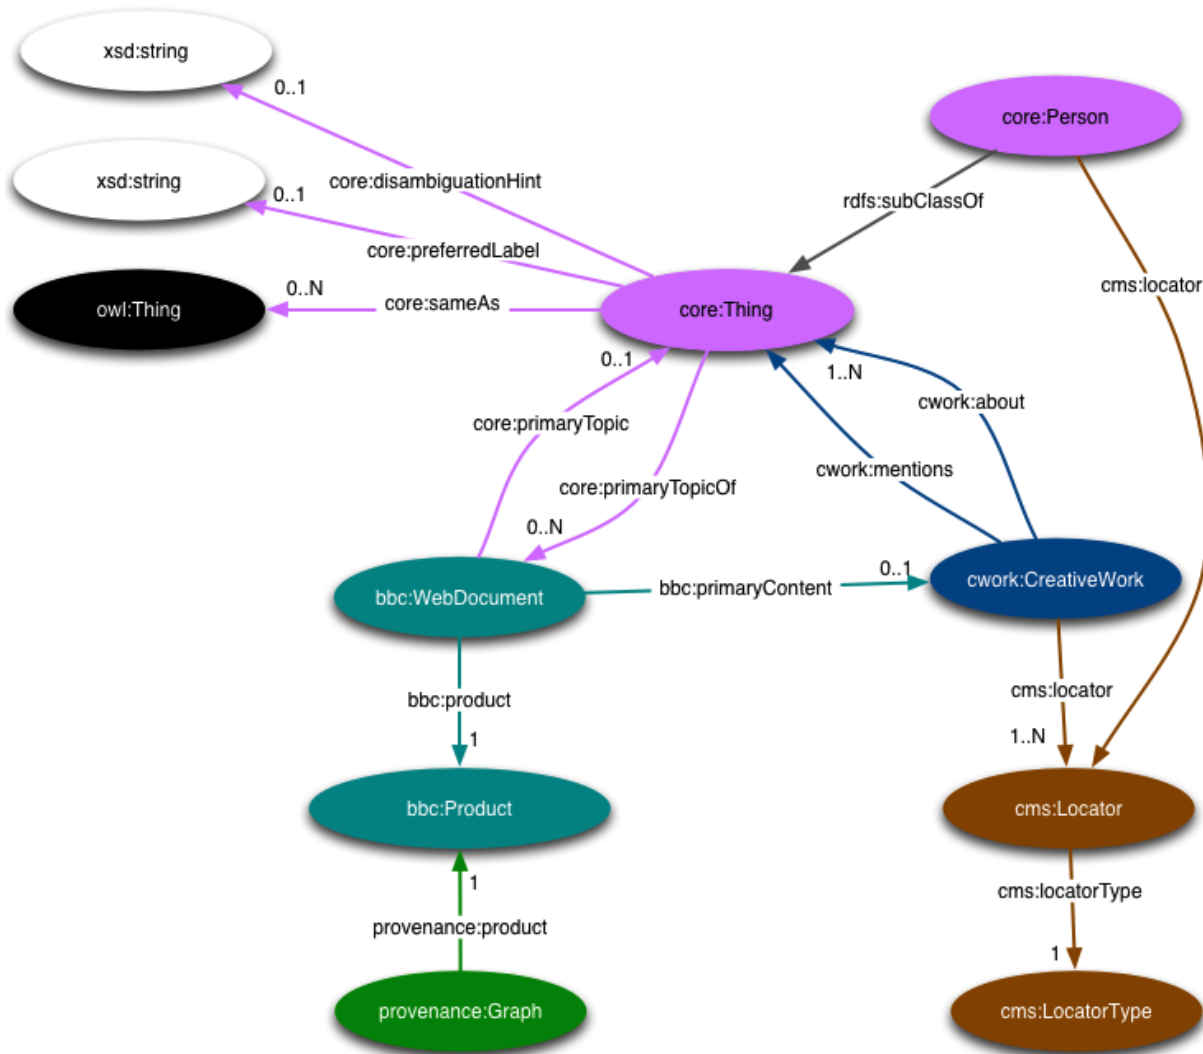 xsd:string
0..1
core:Person
xsd:string
core:disambiguationHint
0..1
rdfs:subClassOf
core:preferredLabel
cms:locator
0..N
owl:Thing
core:sameAs
core:Thing
0..1
1..N
cwork:about
core:primaryTopic
cwork:mentions
core:primaryTopicOf
0..N
0..1
bbc:WebDocument
bbc:primaryContent
cwork:CreativeWork
bbc:product
cms:locator
1
1..N
bbc:Product
cms:Locator
1
cms:locatorType
provenance:product
1
provenance:Graph
cms:LocatorType